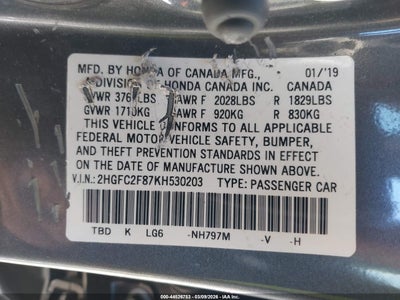 MFD. BY HONDA OF CANADA MFG., 01/'19
A DIVISION OF HONDA CANADA INC. CANADA
GVWR LBS GAWR F 2028LBS R 1829LBS
GVWR 1710KG GAWR F 920KG R 830KG
THIS VEHICLE CONFORMS TO ALL APPLICABLE
FEDERAL MOTOR VEHICLE SAFETY, BUMPER,
AND THEFT PREVENTION STANDARDS IN
EFFECT ON THE DATE OF MANUFACTURE SHOWN ABOVE.
V.I.N.: 2HGFC2F87KH530203 TYPE: PASSENGER CAR
TBD K LG6 -NH797M -V -H
000-44526753 | 03/09/2026 - IAA